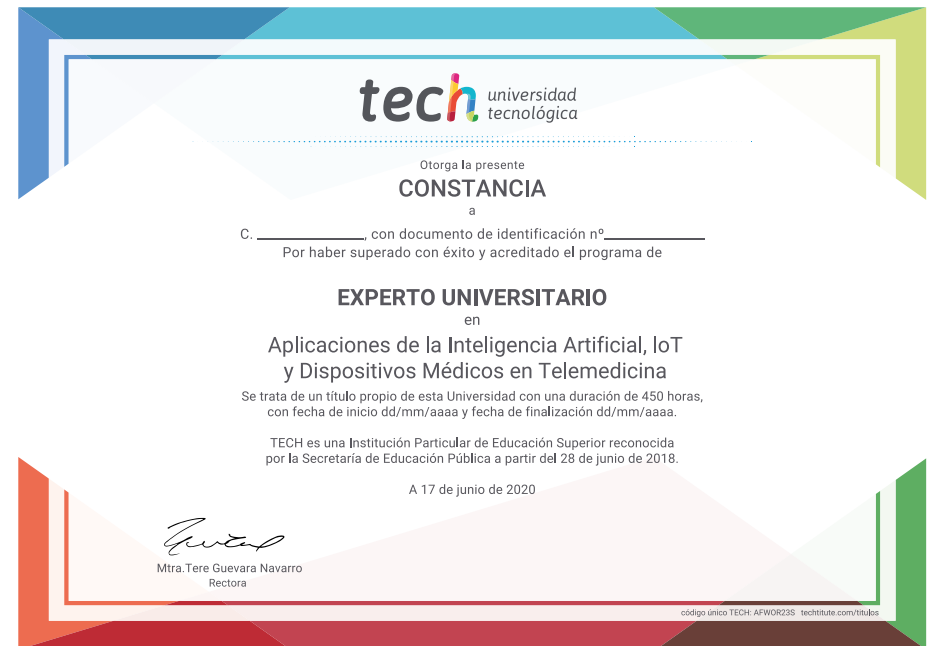 tech universidad
tecnológica
Otorga la presente
CONSTANCIA
a
C. ______________, con documento de identificación nº_____________
Por haber superado con éxito y acreditado el programa de
EXPERTO UNIVERSITARIO
en
Aplicaciones de la Inteligencia Artificial, IoT
y Dispositivos Médicos en Telemedicina
Se trata de un título propio de esta Universidad con una duración de 450 horas,
con fecha de inicio dd/mm/aaaa y fecha de finalización dd/mm/aaaa.
TECH es una Institución Particular de Educación Superior reconocida
por la Secretaría de Educación Pública a partir del 28 de junio de 2018.
A 17 de junio de 2020
Mtra.Tere Guevara Navarro
Rectora
código único TECH: AFWOR23S techtitute.com/titulos